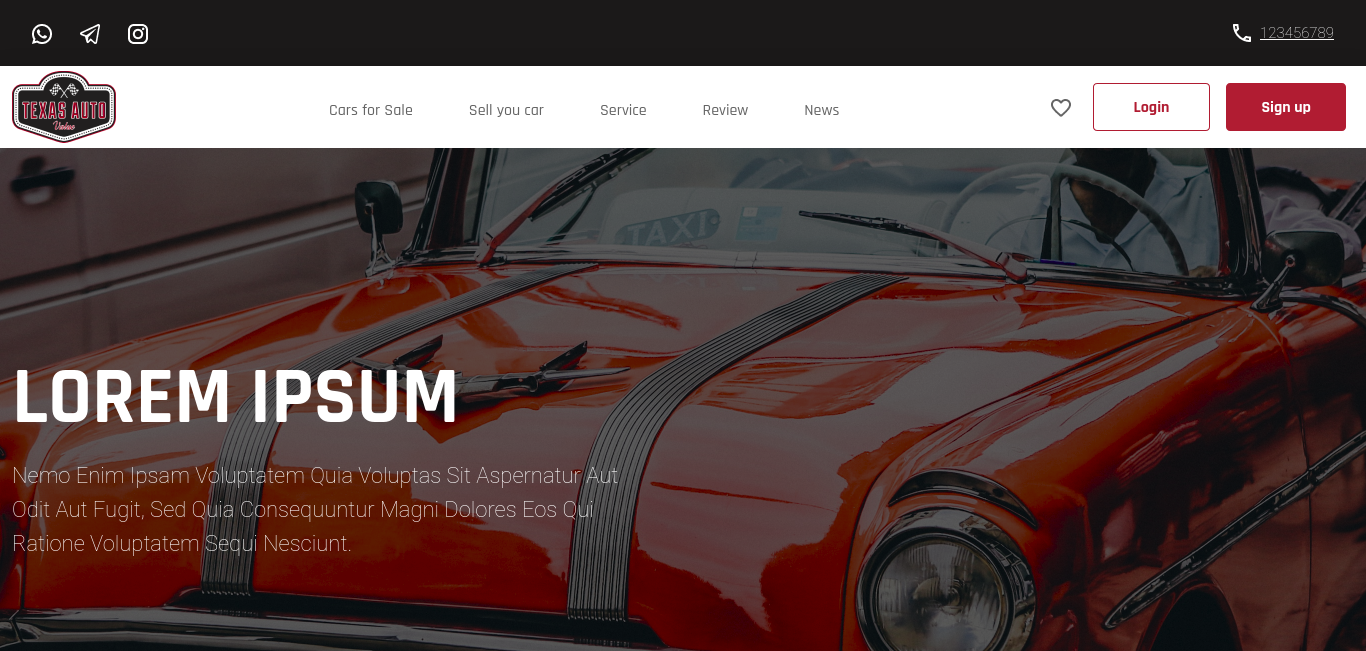 123456789
TEXAS AUTO
Value
Cars for Sale
Sell you car
Service
Review
News
Login
Sign up
TAXI
LOREM IPSUM
Nemo Enim Ipsam Voluptatem Quia Voluptas Sit Aspernatur Aut
Odit Aut Fugit, Sed Quia Consequuntur Magni Dolores Eos Qui
Ratione Voluptatem Sequi Nesciunt.